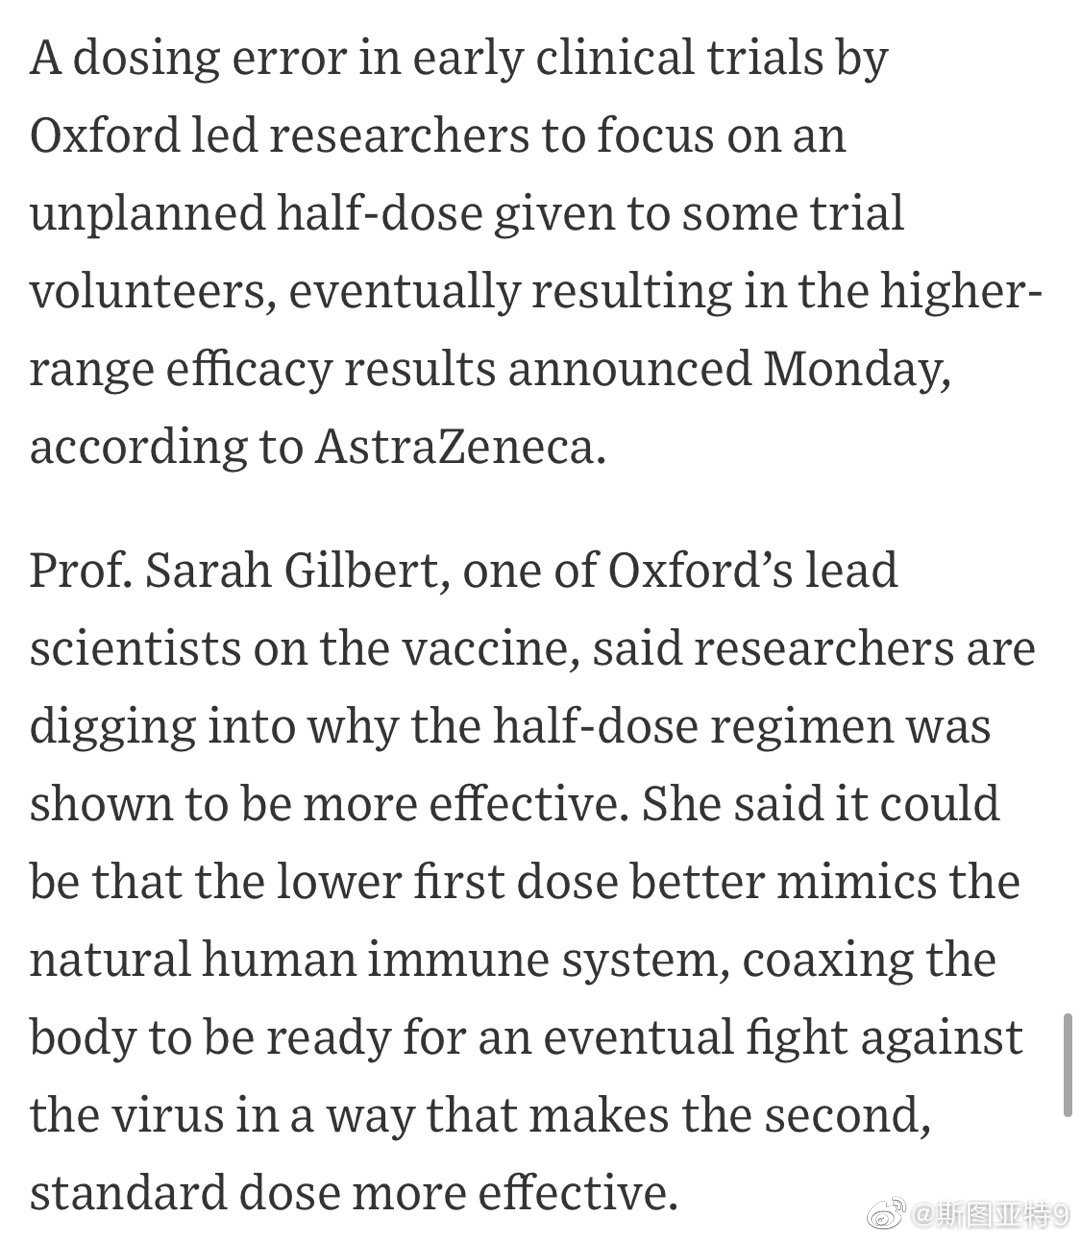 A dosing error in early clinical trials by
Oxford led researchers to focus on an
unplanned half-dose given to some trial
volunteers, eventually resulting in the higher-
range efficacy results announced Monday,
according to AstraZeneca.
Prof. Sarah Gilbert, one of Oxford’s lead
scientists on the vaccine, said researchers are
digging into why the half-dose regimen was
shown to be more effective. She said it could
be that the lower first dose better mimics the
natural human immune system, coaxing the
body to be ready for an eventual fight against
the virus in a way that makes the second,
standard dose more effective.
@斯图亚特9